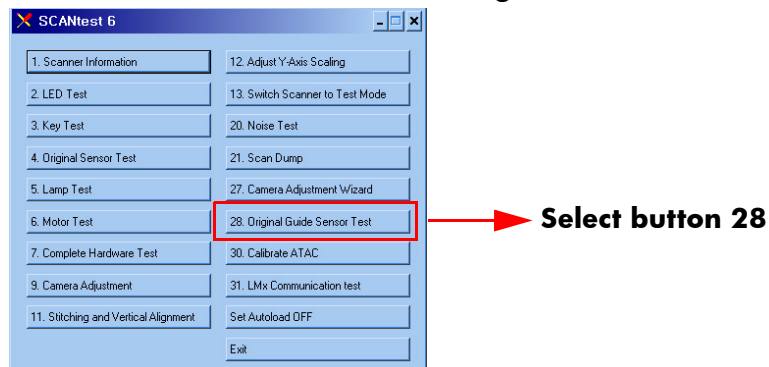 SCANtest 6
1. Scanner Information
2. LED Test
3. Key Test
4. Original Sensor Test
5. Lamp Test
6. Motor Test
7. Complete Hardware Test
9. Camera Adjustment
11. Stitching and Vertical Alignment
12. Adjust Y-Axis Scaling
13. Switch Scanner to Test Mode
20. Noise Test
21. Scan Dump
27. Camera Adjustment Wizard
28. Original Guide Sensor Test
30. Calibrate ATAC
31. LMx Communication test
Set Autoload OFF
Exit
Select button 28